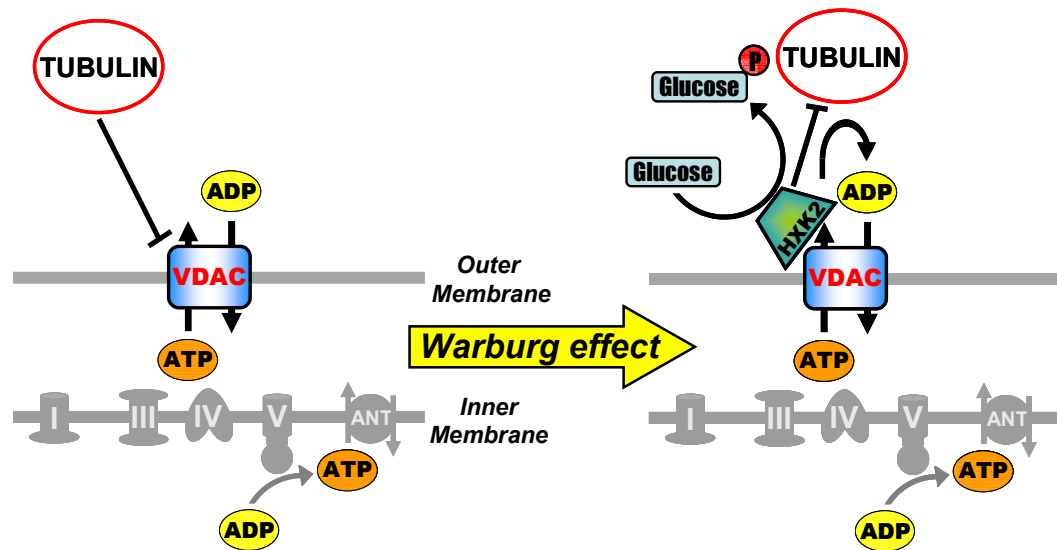 TUBULIN
ADP
VDAC
ATP
I
III
IV
V
ANT
ATP
ADP
Outer
Membrane
Warburg effect
Inner
Membrane
P
TUBULIN
Glucose
Glucose
ADP
HXK2
VDAC
ATP
I
III
IV
V
ANT
ATP
ADP